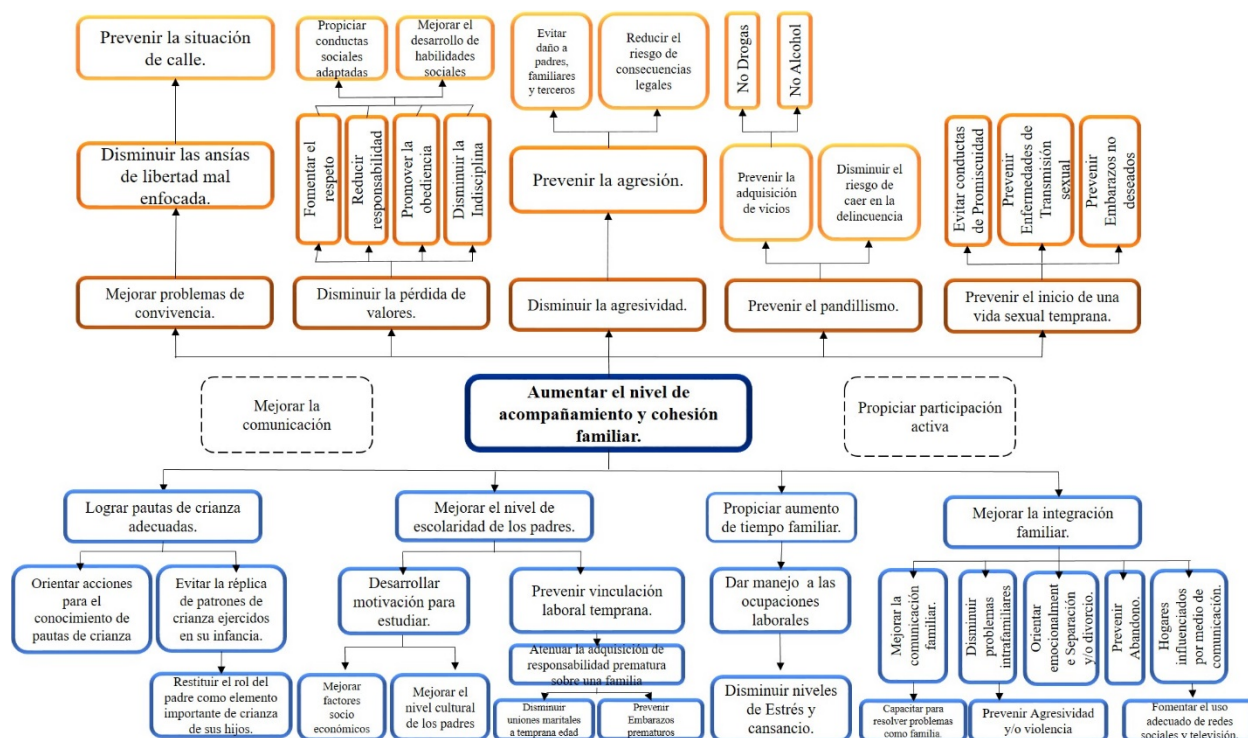 Prevenir la situación
de calle.
Propiciar
conductas
sociales
adaptadas
Mejorar el
desarrollo de
habilidades
sociales
Evitar
daño a
padres,
familiares
y terceros
Reducir el
riesgo de
consecuencias
legales
No Drogas
No Alcohol
Disminuir las ansías
de libertad mal
enfocada.
Fomentar el
respeto
Reducir
responsabilidad
Promover la
obediencia
Disminuir la
Indisciplina
Prevenir la agresión.
Prevenir la
adquisición
de vicios
Disminuir el
riesgo de
caer en la
delincuencia
Evitar conductas
de Promiscuidad
Prevenir
Enfermedades de
Transmisión
sexual
Prevenir
Embarazos no
deseados
Mejorar problemas de
convivencia.
Disminuir la pérdida de
valores.
Disminuir la agresividad.
Prevenir el pandillismo.
Prevenir el inicio de una
vida sexual temprana.
Mejorar la
comunicación
Aumentar el nivel de
acompañamiento y cohesión
familiar.
Propiciar participación
activa
Lograr pautas de
crianza adecuadas.
Mejorar el nivel de
escolaridad de los padres.
Propiciar aumento
de tiempo familiar.
Mejorar la integración
familiar.
Orientar acciones
para el
conocimiento de
pautas de crianza
Evitar la réplica
de patrones de
crianza ejercidos
en su infancia.
Desarrollar
motivación para
estudiar.
Prevenir vinculación
laboral temprana.
Dar manejo a las
ocupaciones
laborales
Mejorar la
comunicación
familiar.
Disminuir
problemas
intrafamiliares
Orientar
emocionalment
e Separación
y/o divorcio.
Prevenir
Abandono.
Hogares
influenciados
por medio de
comunicación.
Restituir el rol del
padre como elemento
importante de crianza
de sus hijos.
Mejorar
factores
socio
económicos
Mejorar el
nivel cultural
de los padres
Atenuar la adquisición de
responsabilidad prematura
sobre una familia
Disminuir
uniones maritales
a temprana edad
Prevenir
Embarazos
prematuros
Disminuir niveles
de Estrés y
cansancio.
Capacitar para
resolver problemas
como familia.
Prevenir Agresividad
y/o violencia
Fomentar el uso
adecuado de redes
sociales y televisión.